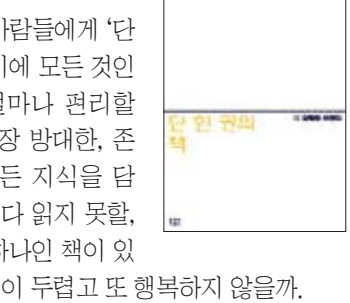 사람들에게 ‘단
기에 모든 것인
얼마나 편리할
장 방대한, 존
든 지식을 담
다 읽지 못할,
하나인 책이 있
이 두렵고 또 행복하지 않을까.
단 한 권의
책